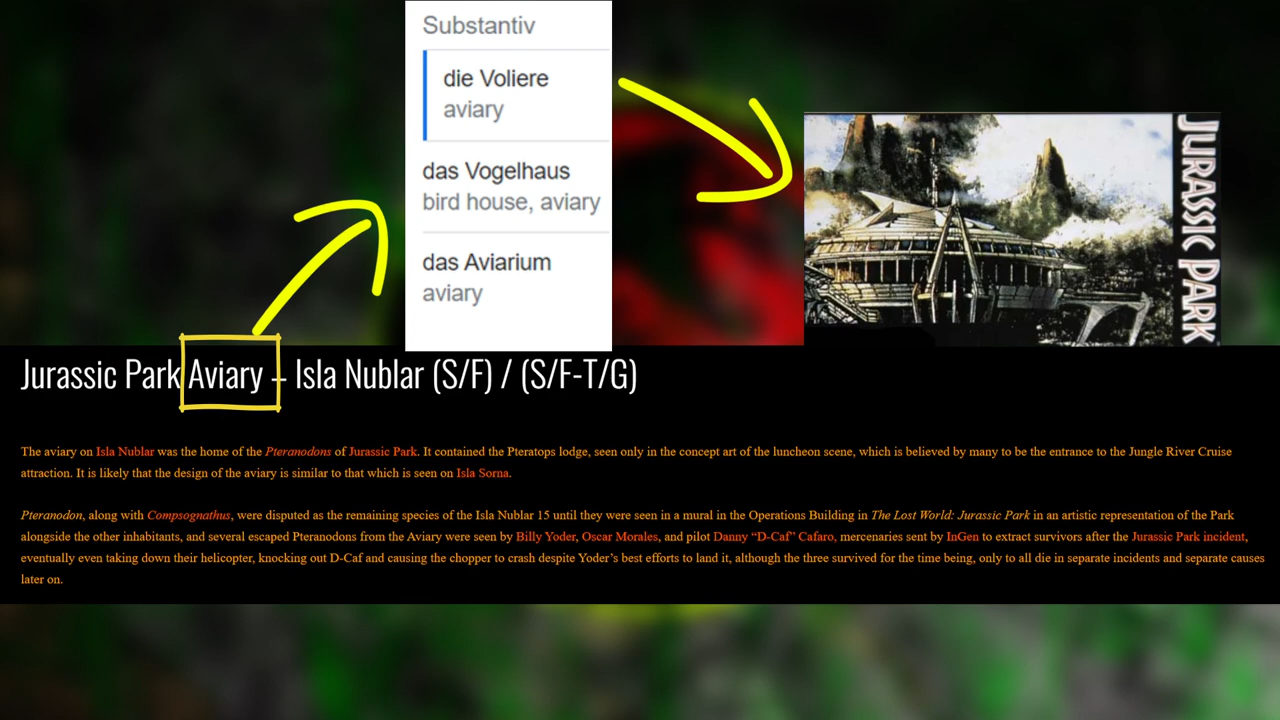 Substantiv
die Voliere
aviary
das Vogelhaus
bird house, aviary
das Aviarium
aviary
JURASSIC PARK
Jurassic Park Aviary – Isla Nublar (S/F) / (S/F-T/G)
The aviary on Isla Nublar was the home of the Pteranodons of Jurassic Park. It contained the Pteratops lodge, seen only in the concept art of the luncheon scene, which is believed by many to be the entrance to the Jungle River Cruise
attraction. It is likely that the design of the aviary is similar to that which is seen on Isla Sorna.
Pteranodon, along with Compsognathus, were disputed as the remaining species of the Isla Nublar 15 until they were seen in a mural in the Operations Building in The Lost World: Jurassic Park in an artistic representation of the Park
alongside the other inhabitants, and several escaped Pteranodons from the Aviary were seen by Billy Yoder, Oscar Morales, and pilot Danny “D-Caf” Cafaro, mercenaries sent by InGen to extract survivors after the Jurassic Park incident,
eventually even taking down their helicopter, knocking out D-Caf and causing the chopper to crash despite Yoder’s best efforts to land it, although the three survived for the time being, only to all die in separate incidents and separate causes
later on.